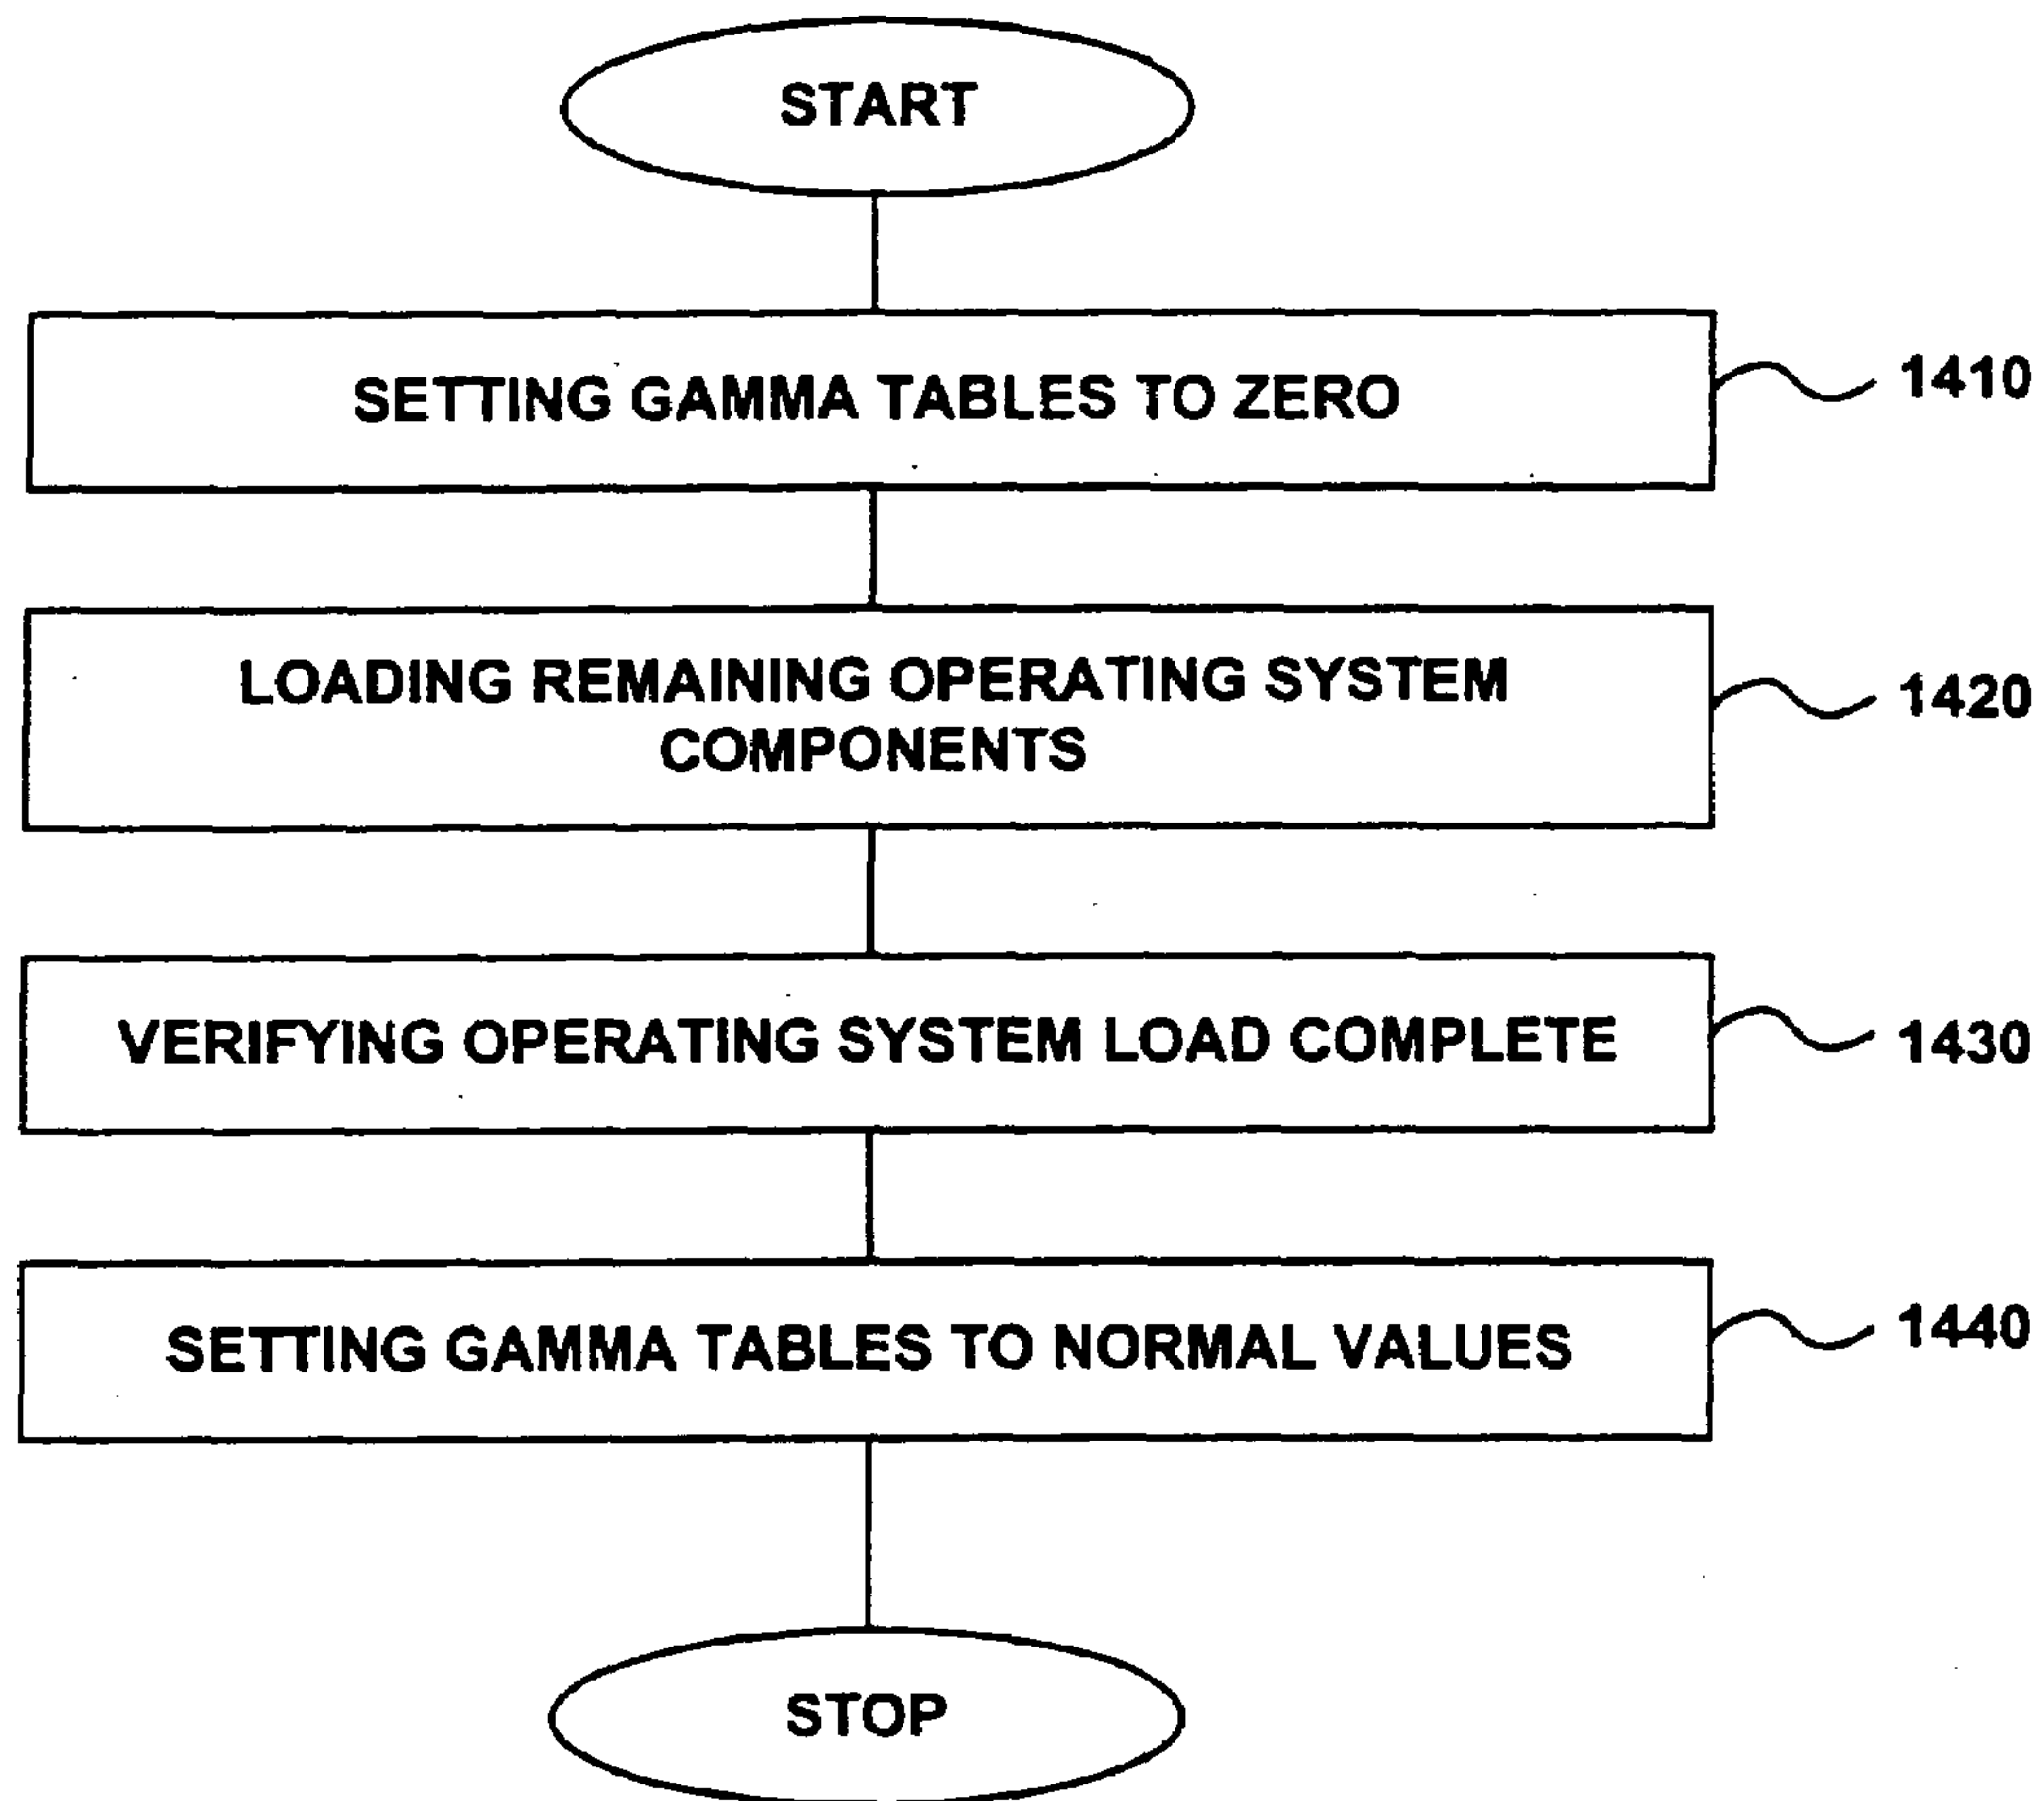 START
SETTING GAMMA TABLES TO ZERO
1410
LOADING REMAINING OPERATING SYSTEM
COMPONENTS
1420
VERIFYING OPERATING SYSTEM LOAD COMPLETE
1430
SETTING GAMMA TABLES TO NORMAL VALUES
1440
STOP